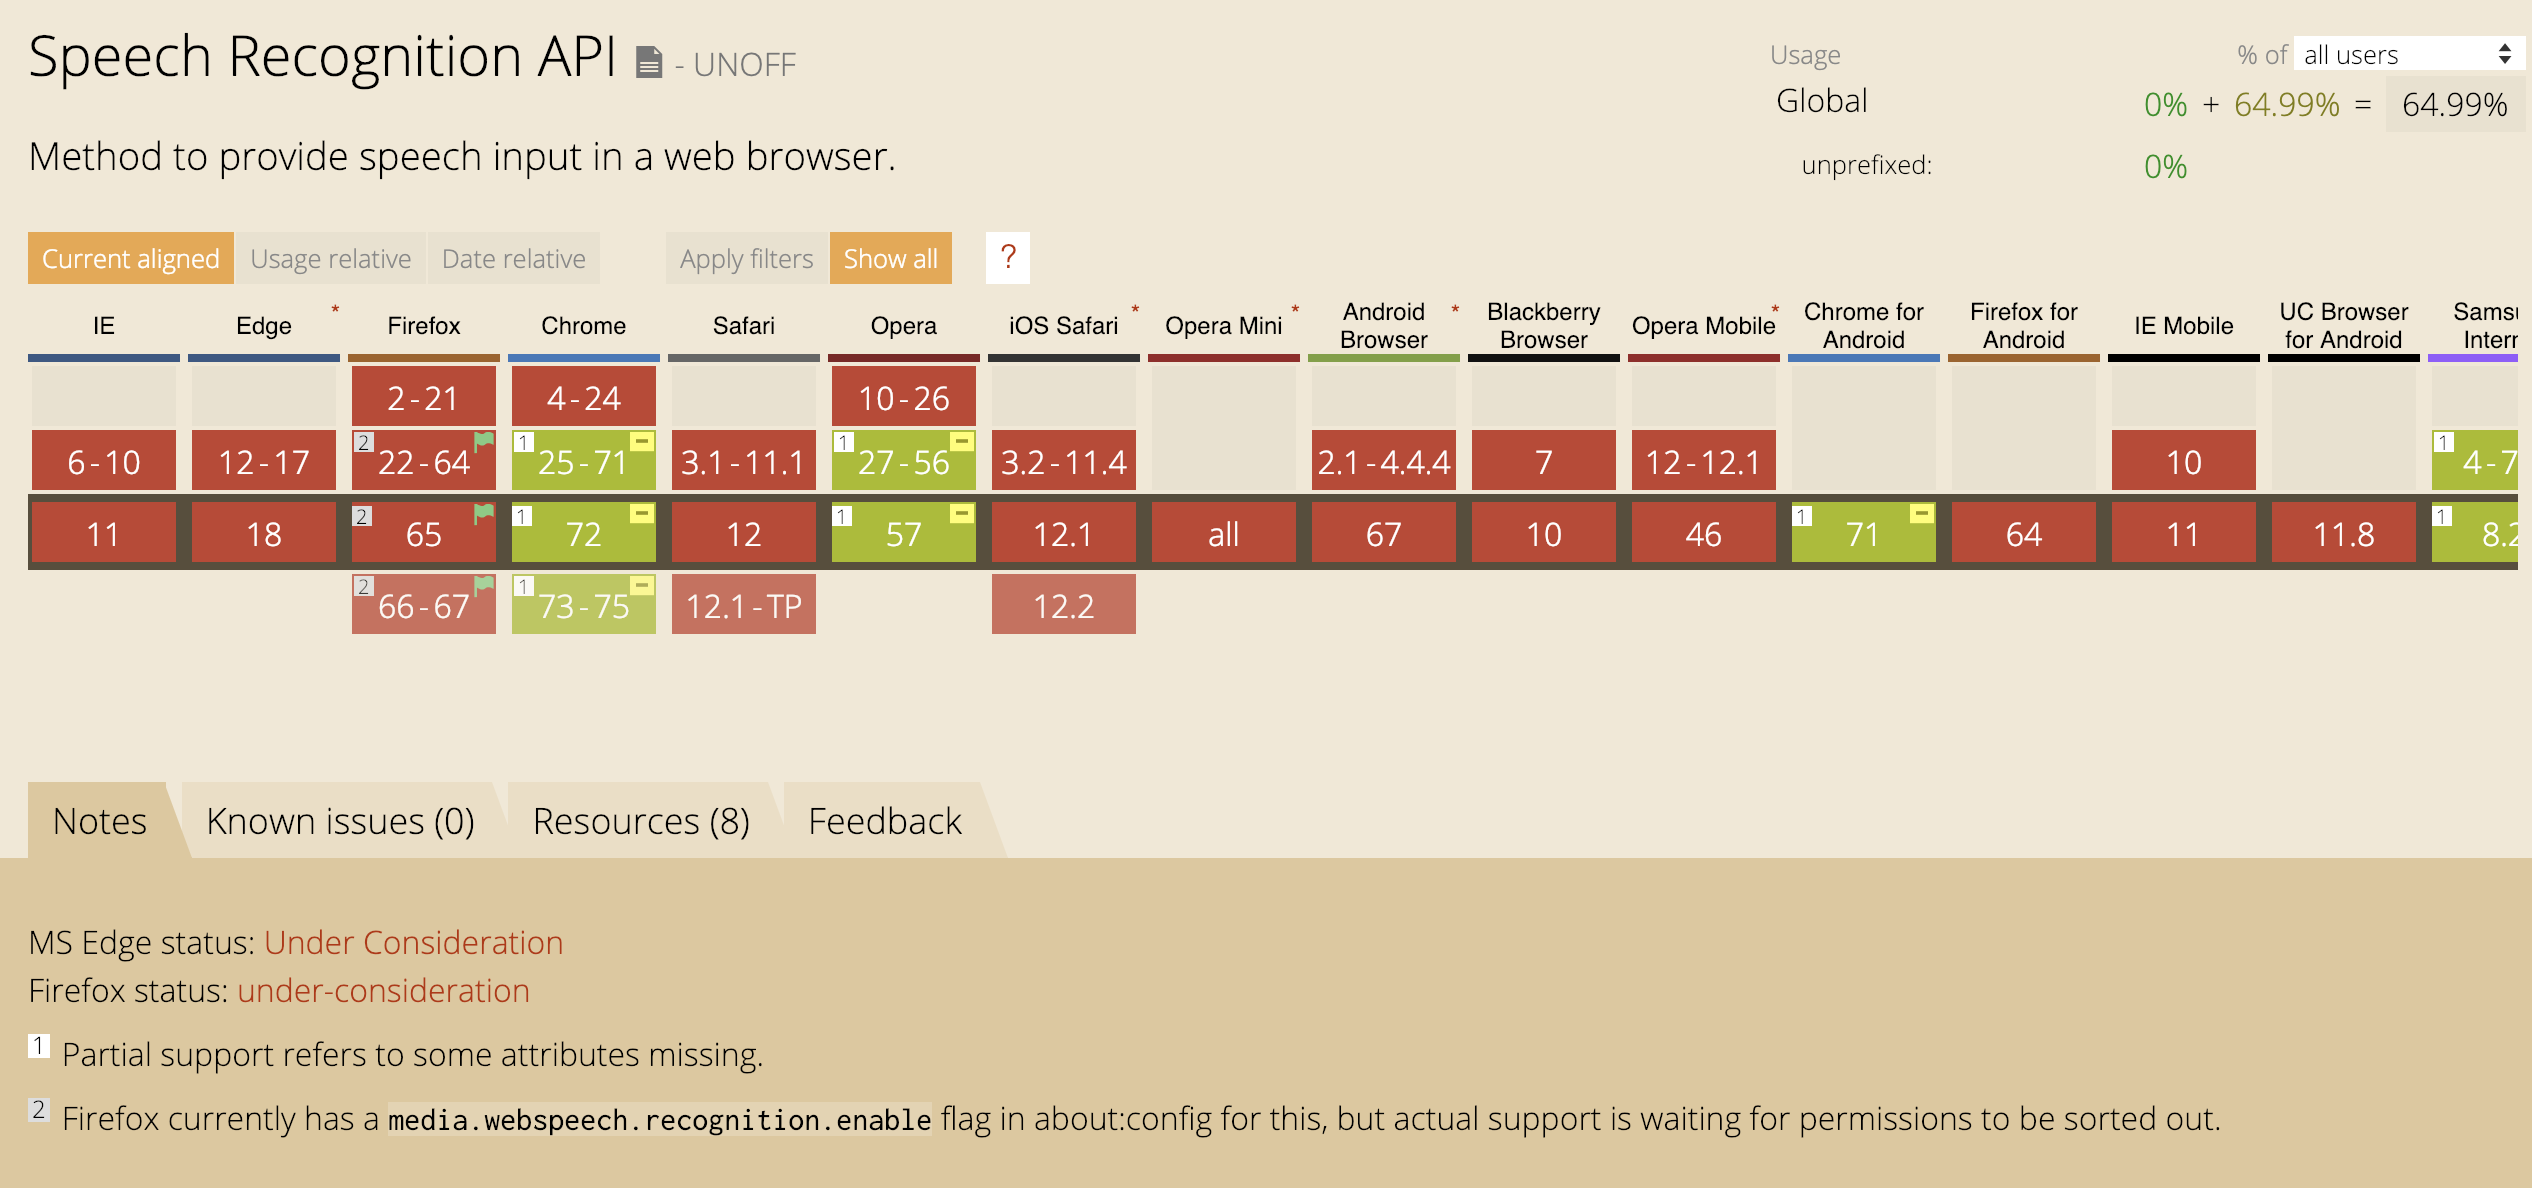 Speech Recognition API - UNOFF
Usage % of all users
Global 0% + 64.99% = 64.99%
unprefixed: 0%
Method to provide speech input in a web browser.
Current aligned Usage relative Date relative Apply filters Show all ?
IE Edge * Firefox Chrome Safari Opera iOS Safari * Opera Mini * Android Browser * Blackberry Browser Opera Mobile * Chrome for Android Firefox for Android IE Mobile UC Browser for Android
2-21 4-24 10-26
6-10 12-17 2 22-64 1 25-71 3.1-11.1 1 27-56 3.2-11.4 2.1-4.4.4 7 12-12.1 10 1 4-7
11 18 2 65 1 72 12 1 57 12.1 all 67 10 46 1 71 64 11 11.8 1 8.2
2 66-67 1 73-75 12.1-TP 12.2
Notes Known issues (0) Resources (8) Feedback
MS Edge status: Under Consideration
Firefox status: under-consideration
1 Partial support refers to some attributes missing.
2 Firefox currently has a media.webspeech.recognition.enable flag in about:config for this, but actual support is waiting for permissions to be sorted out.